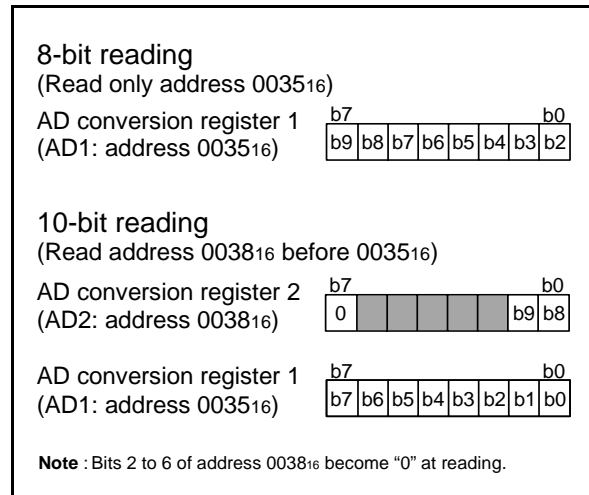 8-bit reading
(Read only address 003516)
AD conversion register 1
(AD1: address 003516)
b7 b0
b9 b8 b7 b6 b5 b4 b3 b2
10-bit reading
(Read address 003816 before 003516)
AD conversion register 2
(AD2: address 003816)
b7 b0
0 b9 b8
AD conversion register 1
(AD1: address 003516)
b7 b0
b7 b6 b5 b4 b3 b2 b1 b0
Note : Bits 2 to 6 of address 003816 become “0” at reading.